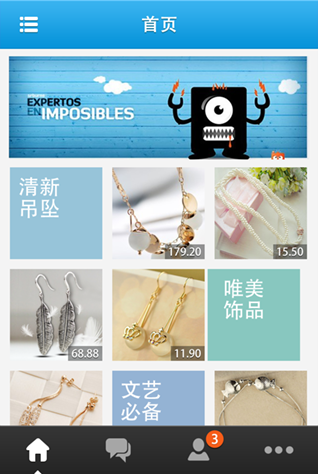 首页
EXPERTOS
EN IMPOSIBLES
清新
吊坠
179.20
15.50
68.88
11.90
唯美
饰品
文艺
必备
3